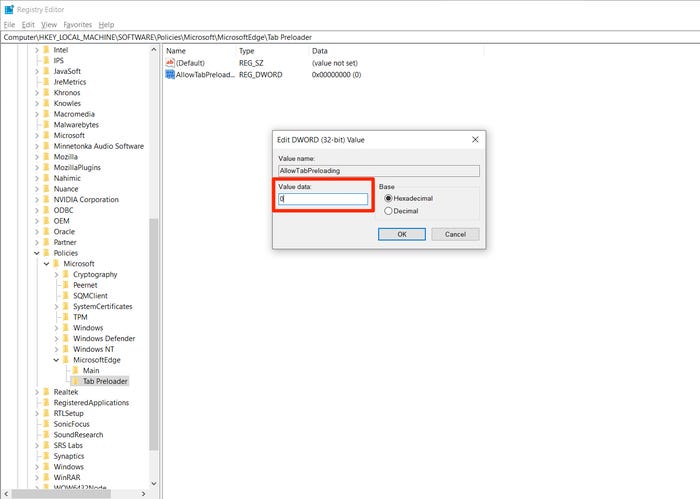 Registry Editor
File Edit View Favorites Help
Computer\HKEY_LOCAL_MACHINE\SOFTWARE\Policies\Microsoft\MicrosoftEdge\Tab Preloader
Name Type Data
(Default) REG_SZ (value not set)
AllowTabPreload... REG_DWORD 0x00000000 (0)
Intel
IPS
JavaSoft
JreMetrics
Khronos
Knowles
Macromedia
Malwarebytes
Microsoft
Minnetonka Audio Software
Mozilla
MozillaPlugins
Nahimic
Nuance
NVIDIA Corporation
ODBC
OEM
Oracle
Partner
Policies
Microsoft
Cryptography
Peernet
SQMClient
SystemCertificates
TPM
Windows
Windows Defender
Windows NT
MicrosoftEdge
Main
Tab Preloader
Realtek
RegisteredApplications
RTLSetup
SonicFocus
SoundResearch
SRS Labs
Synaptics
Windows
WinRAR
WOW6432Node
Edit DWORD (32-bit) Value
Value name:
AllowTabPreloading
Value data:
0
Base
Hexadecimal
Decimal
OK Cancel